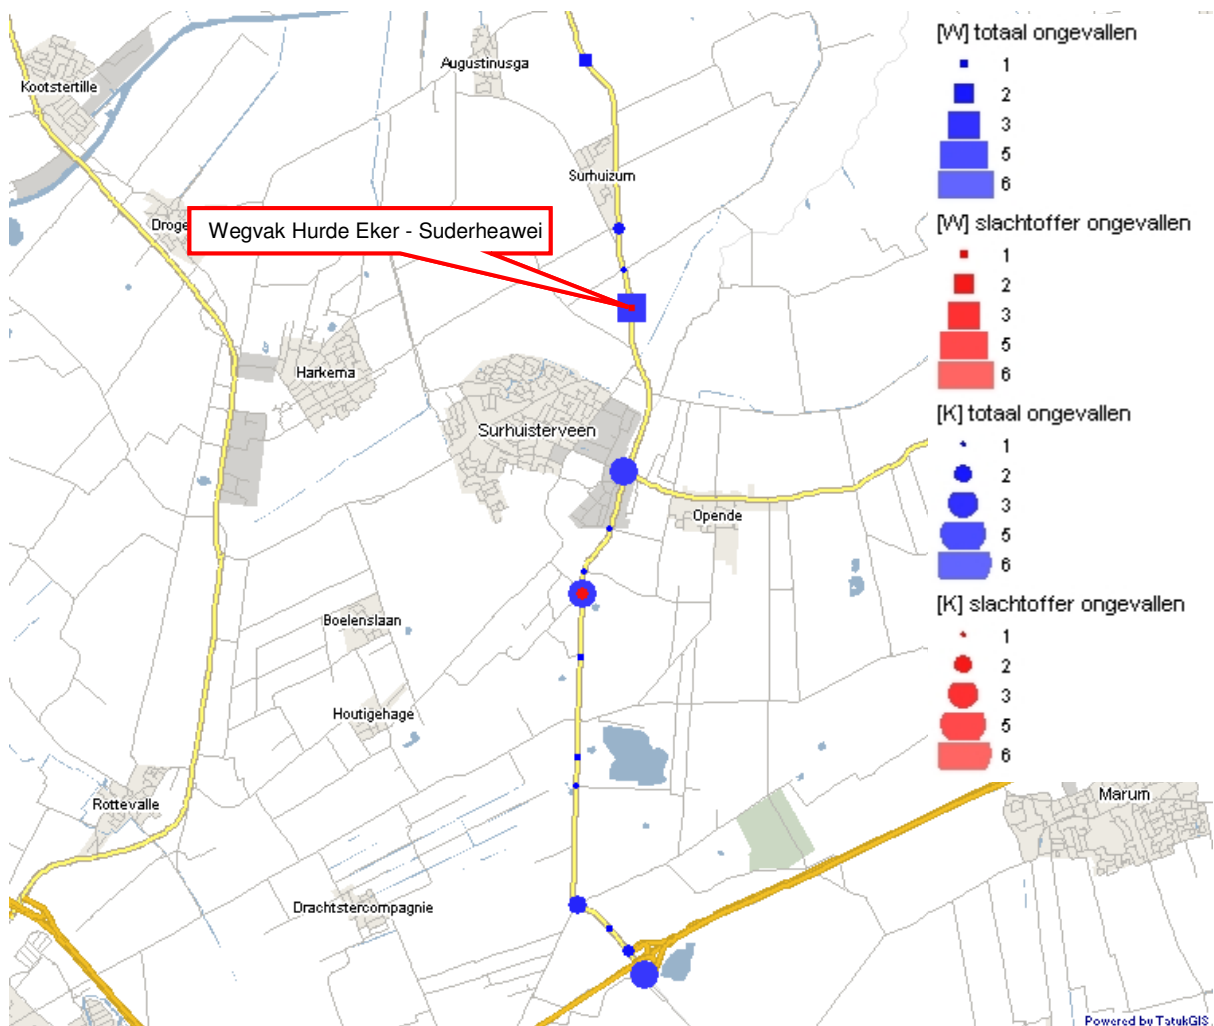 Kootstertille
Augustinusga
Surhuizum
Droge
Wegvak Hurde Eker - Suderheawei
Harkema
Surhuisterveen
Opende
Boelenslaan
Houtigehage
Rottevalle
Drachtstercompagnie
Marum
[W] totaal ongevallen
1
2
3
5
6
[W] slachtoffer ongevallen
1
2
3
5
6
[K] totaal ongevallen
1
2
3
5
6
[K] slachtoffer ongevallen
1
2
3
5
6
Powered by TatukGIS